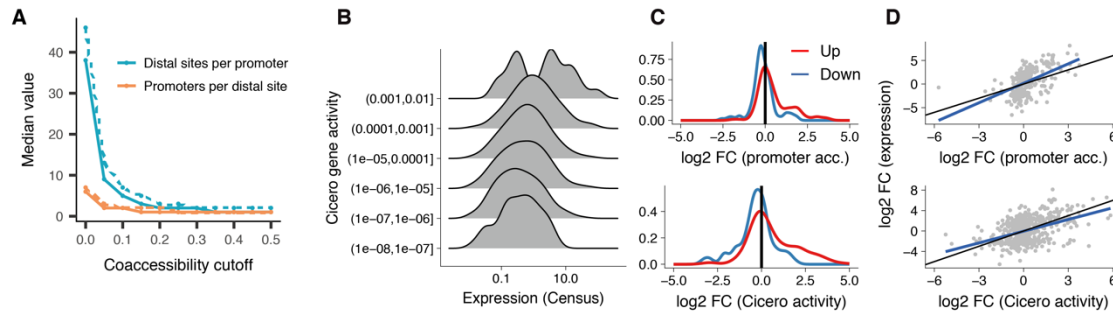 A
Median value
40
30
20
10
0
0.0 0.1 0.2 0.3 0.4 0.5
Coaccessibility cutoff
Distal sites per promoter
Promoters per distal site
B
Cicero gene activity
(0.001,0.01]
(0.0001,0.001]
(1e−05,0.0001]
(1e−06,1e−05]
(1e−07,1e−06]
(1e−08,1e−07]
0.1 10.0
Expression (Census)
C
0.75
0.50
0.25
0.00
Up
Down
−5.0 −2.5 0.0 2.5 5.0
log2 FC (promoter acc.)
0.4
0.2
0.0
−5.0 −2.5 0.0 2.5 5.0
log2 FC (Cicero activity)
D
log2 FC (expression)
5
0
−5
−6 −3 0 3 6
log2 FC (promoter acc.)
8
4
0
−4
−6 −3 0 3 6
log2 FC (Cicero activity)